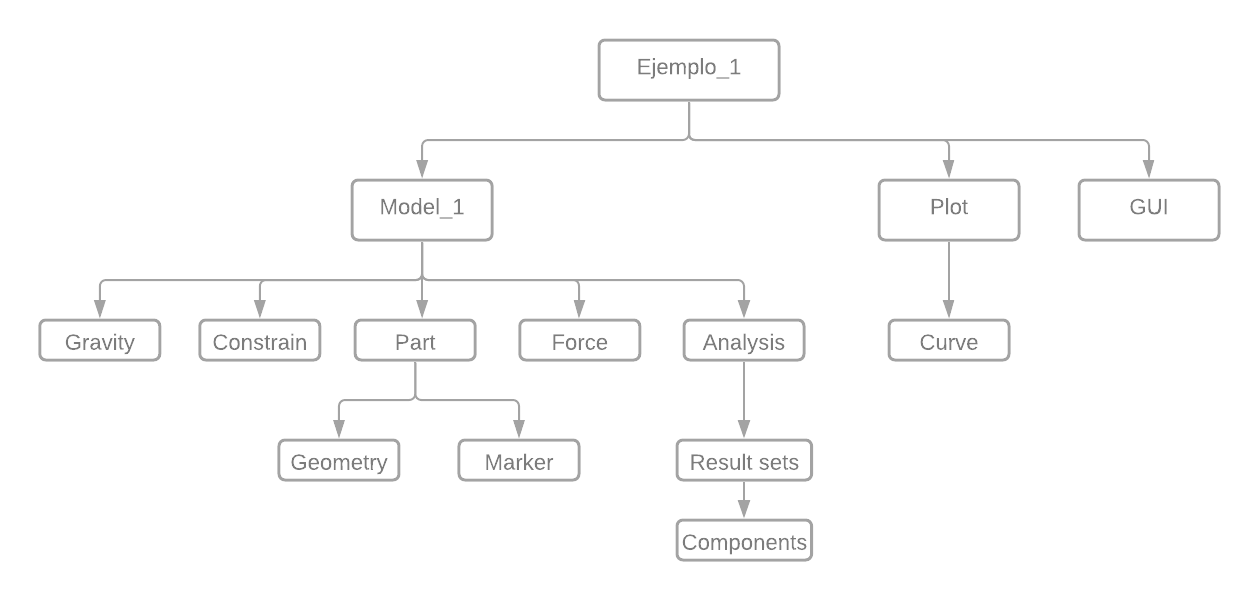 Ejemplo_1
Model_1
Plot
GUI
Gravity
Constrain
Part
Force
Analysis
Curve
Geometry
Marker
Result sets
Components